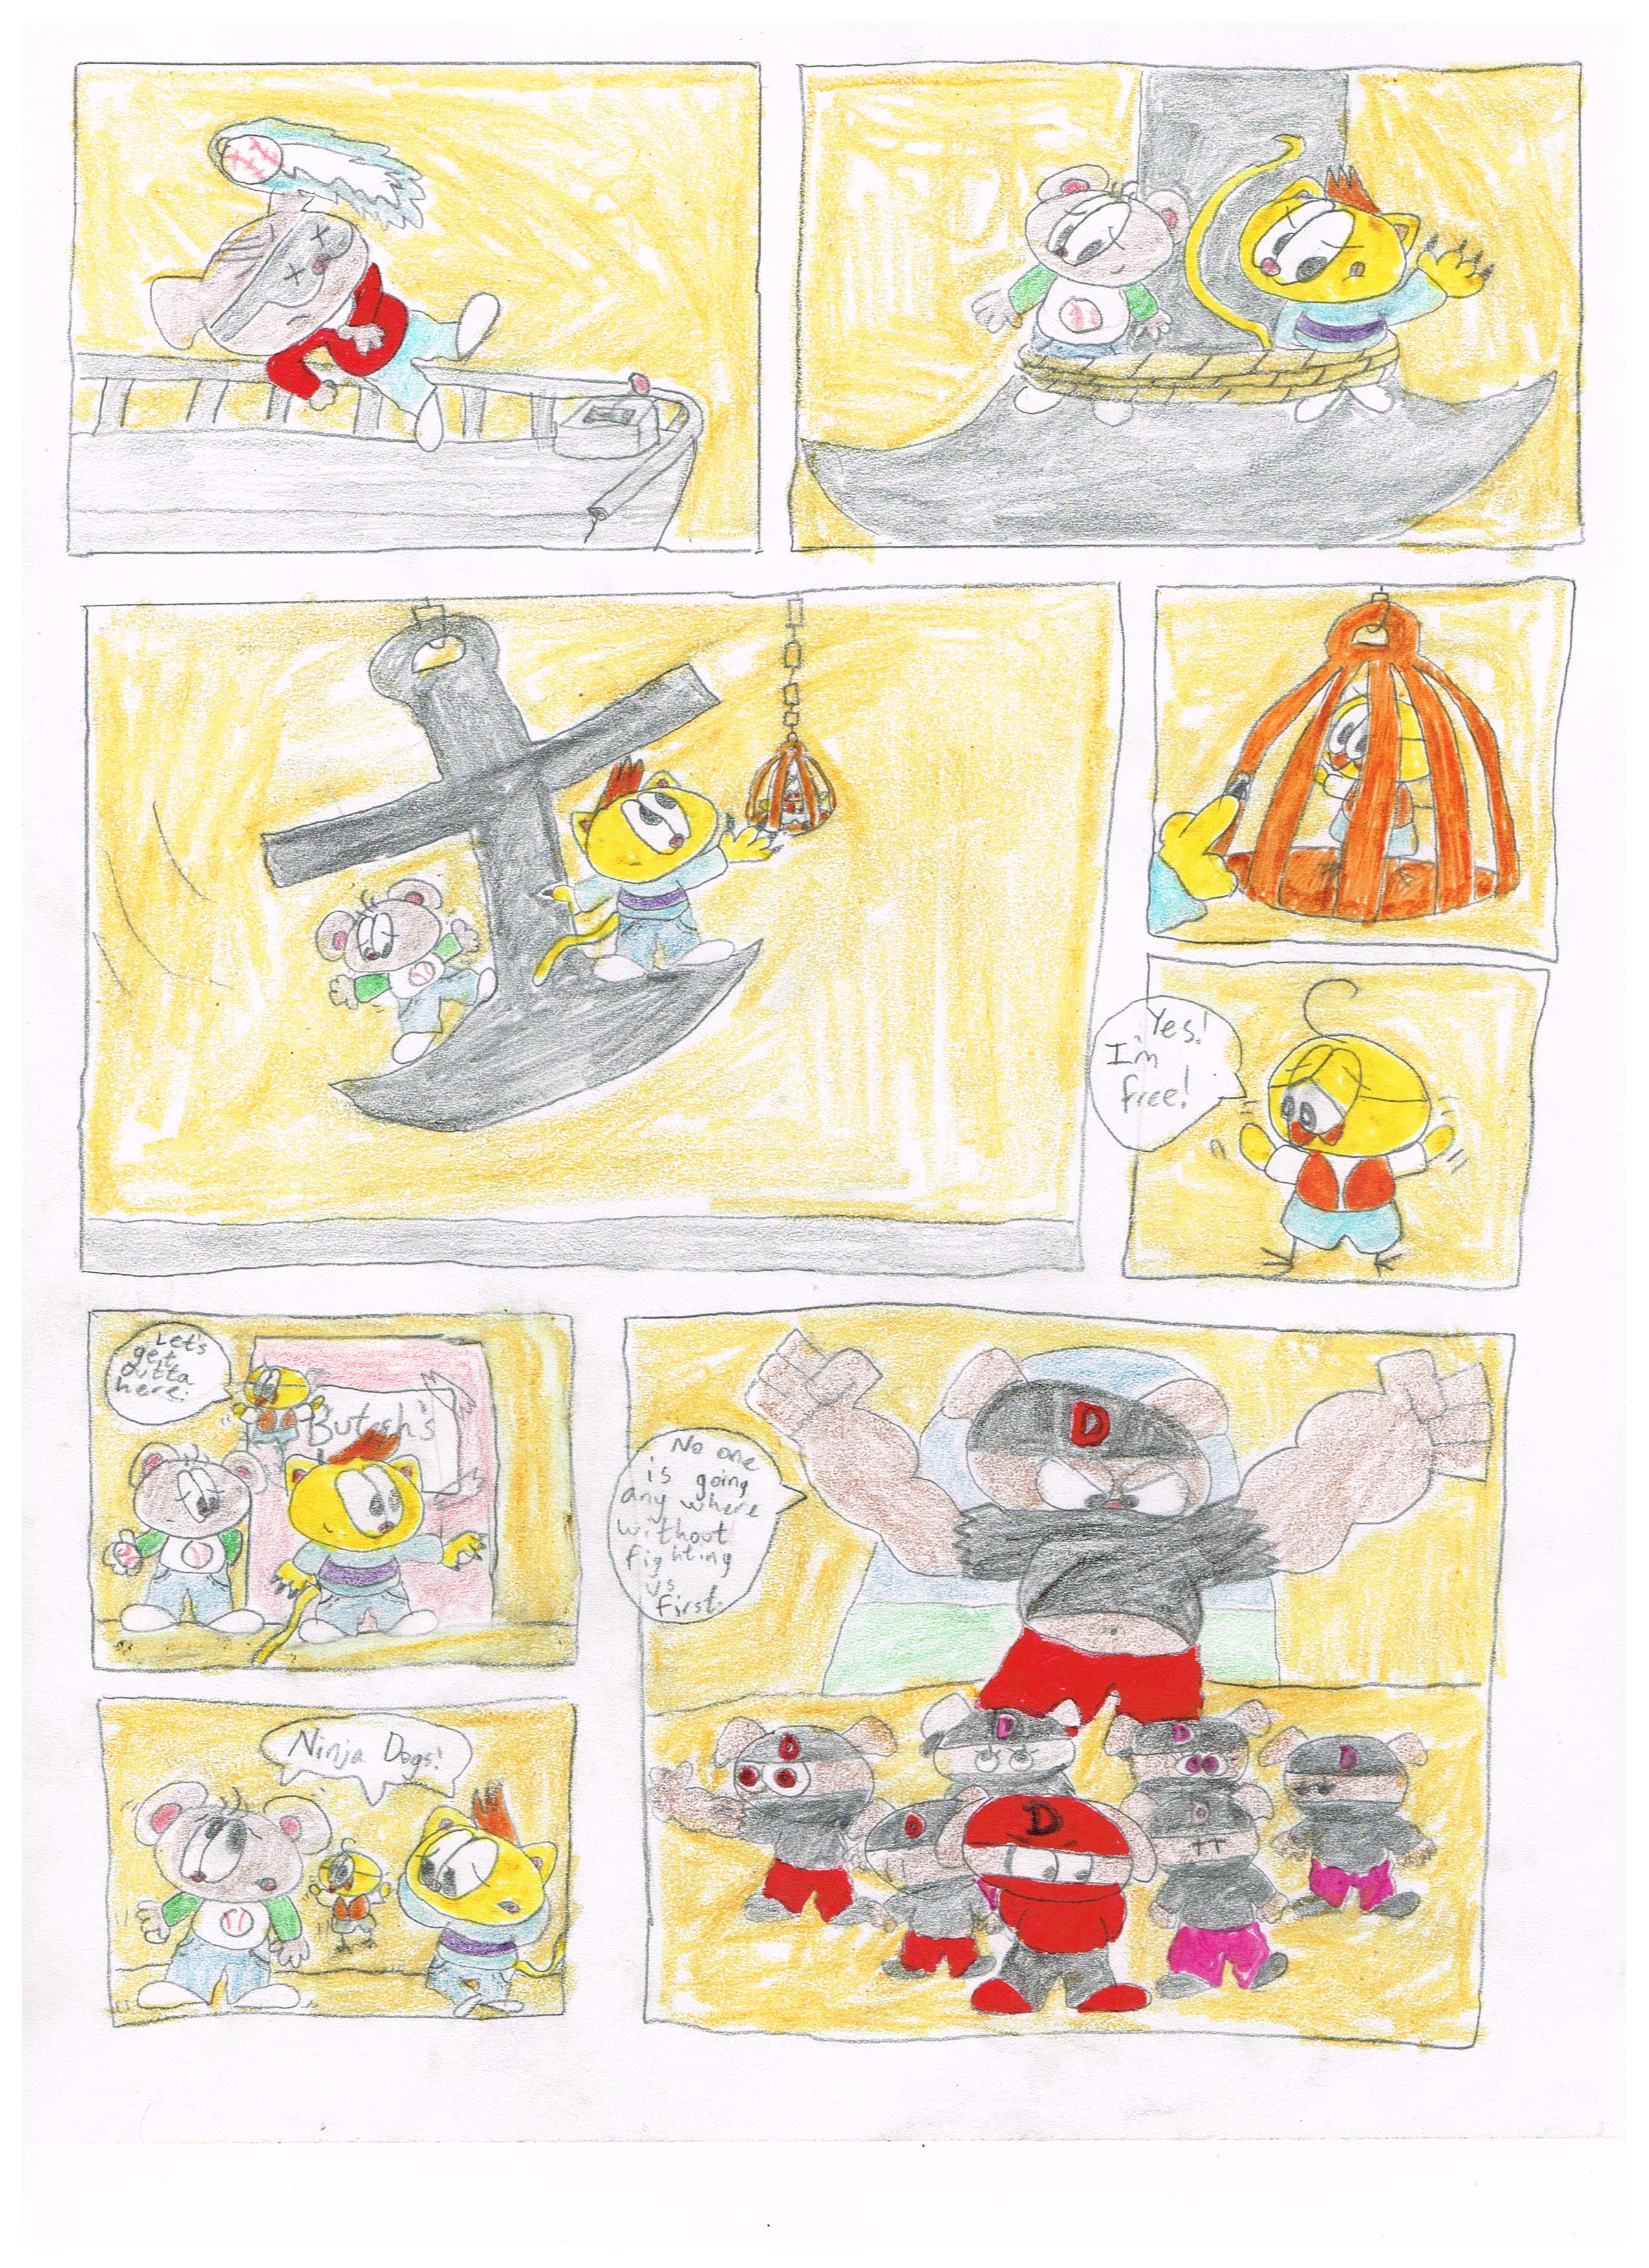 Yes!
I'm
free!
Let's
get
outta
here.
Butch's
No one
is going
any where
without
fighting
us
first.
D
D
D
D
D
D
D
D
Ninja Dogs!